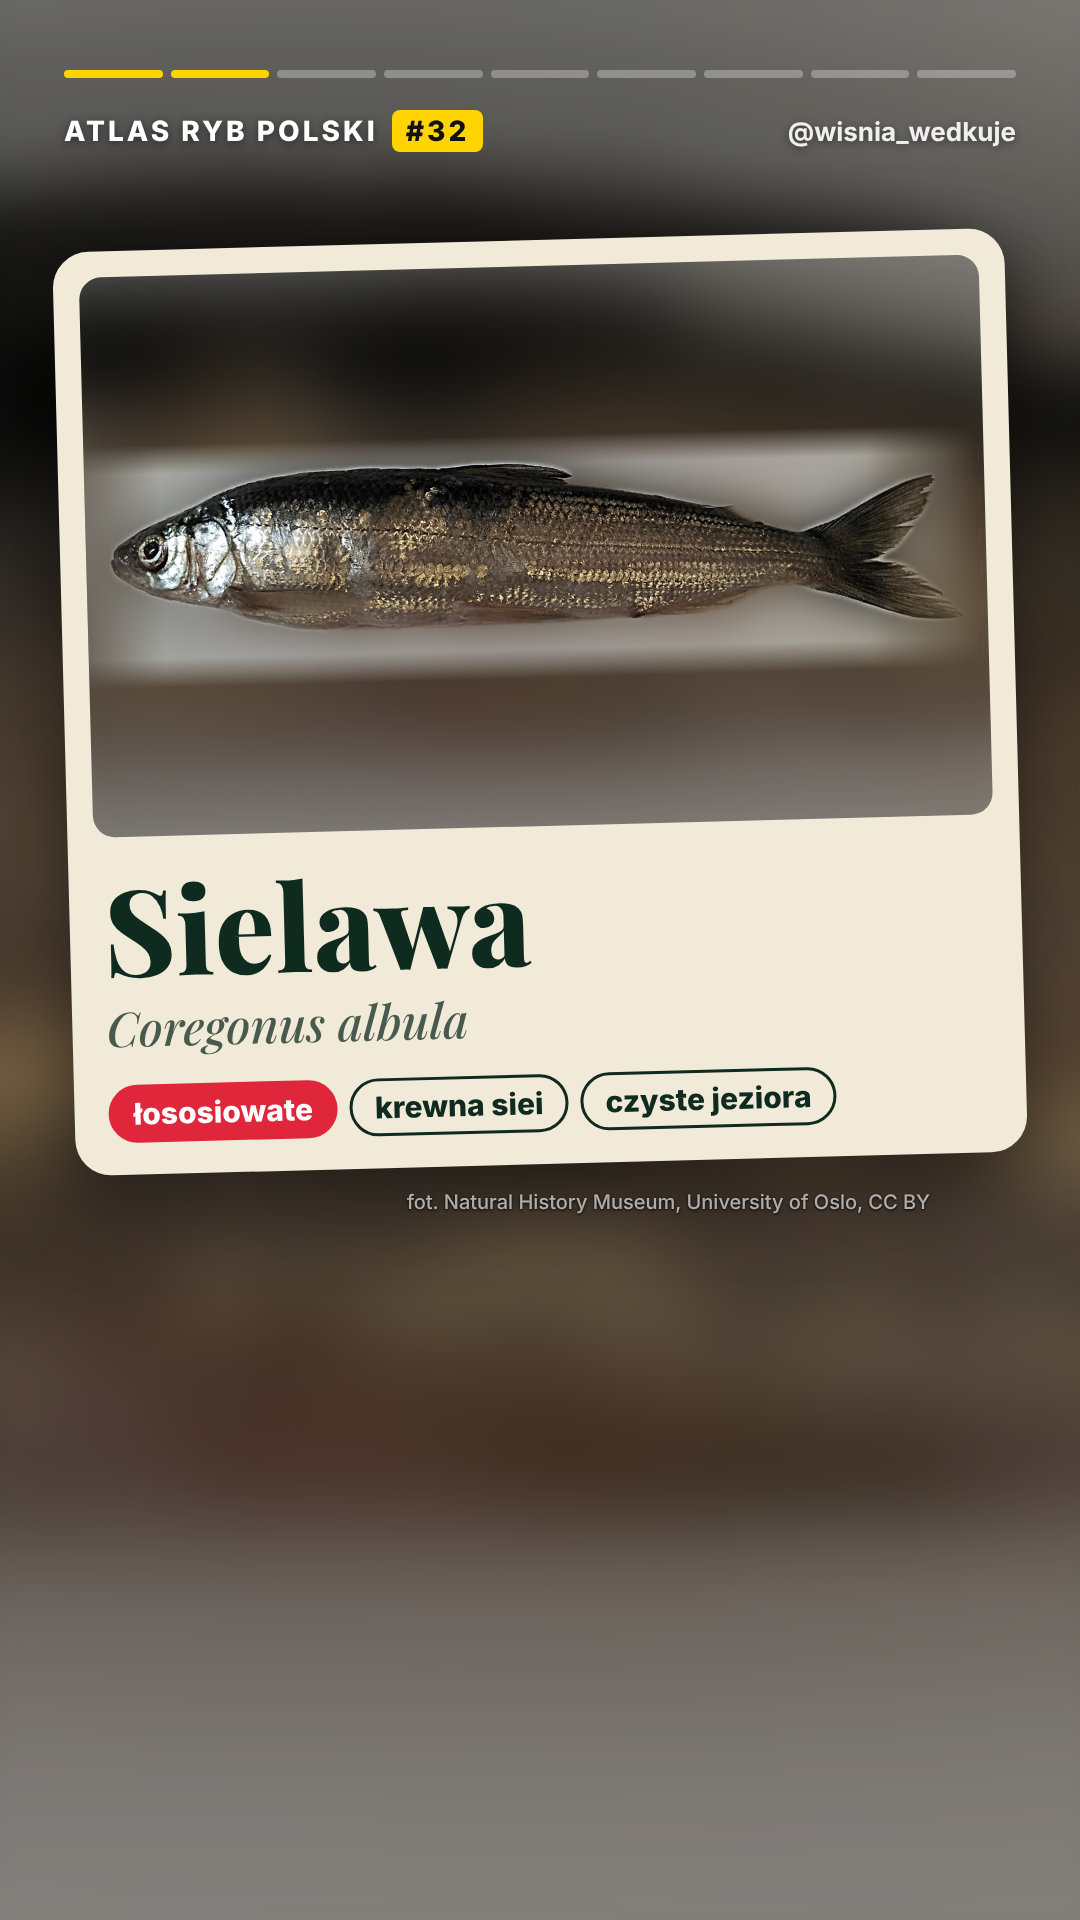 ATLAS RYB POLSKI #32
@wisnia_wedkuje
Sielawa
Coregonus albula
łososiowate krewna siei czyste jeziora
fot. Natural History Museum, University of Oslo, CC BY